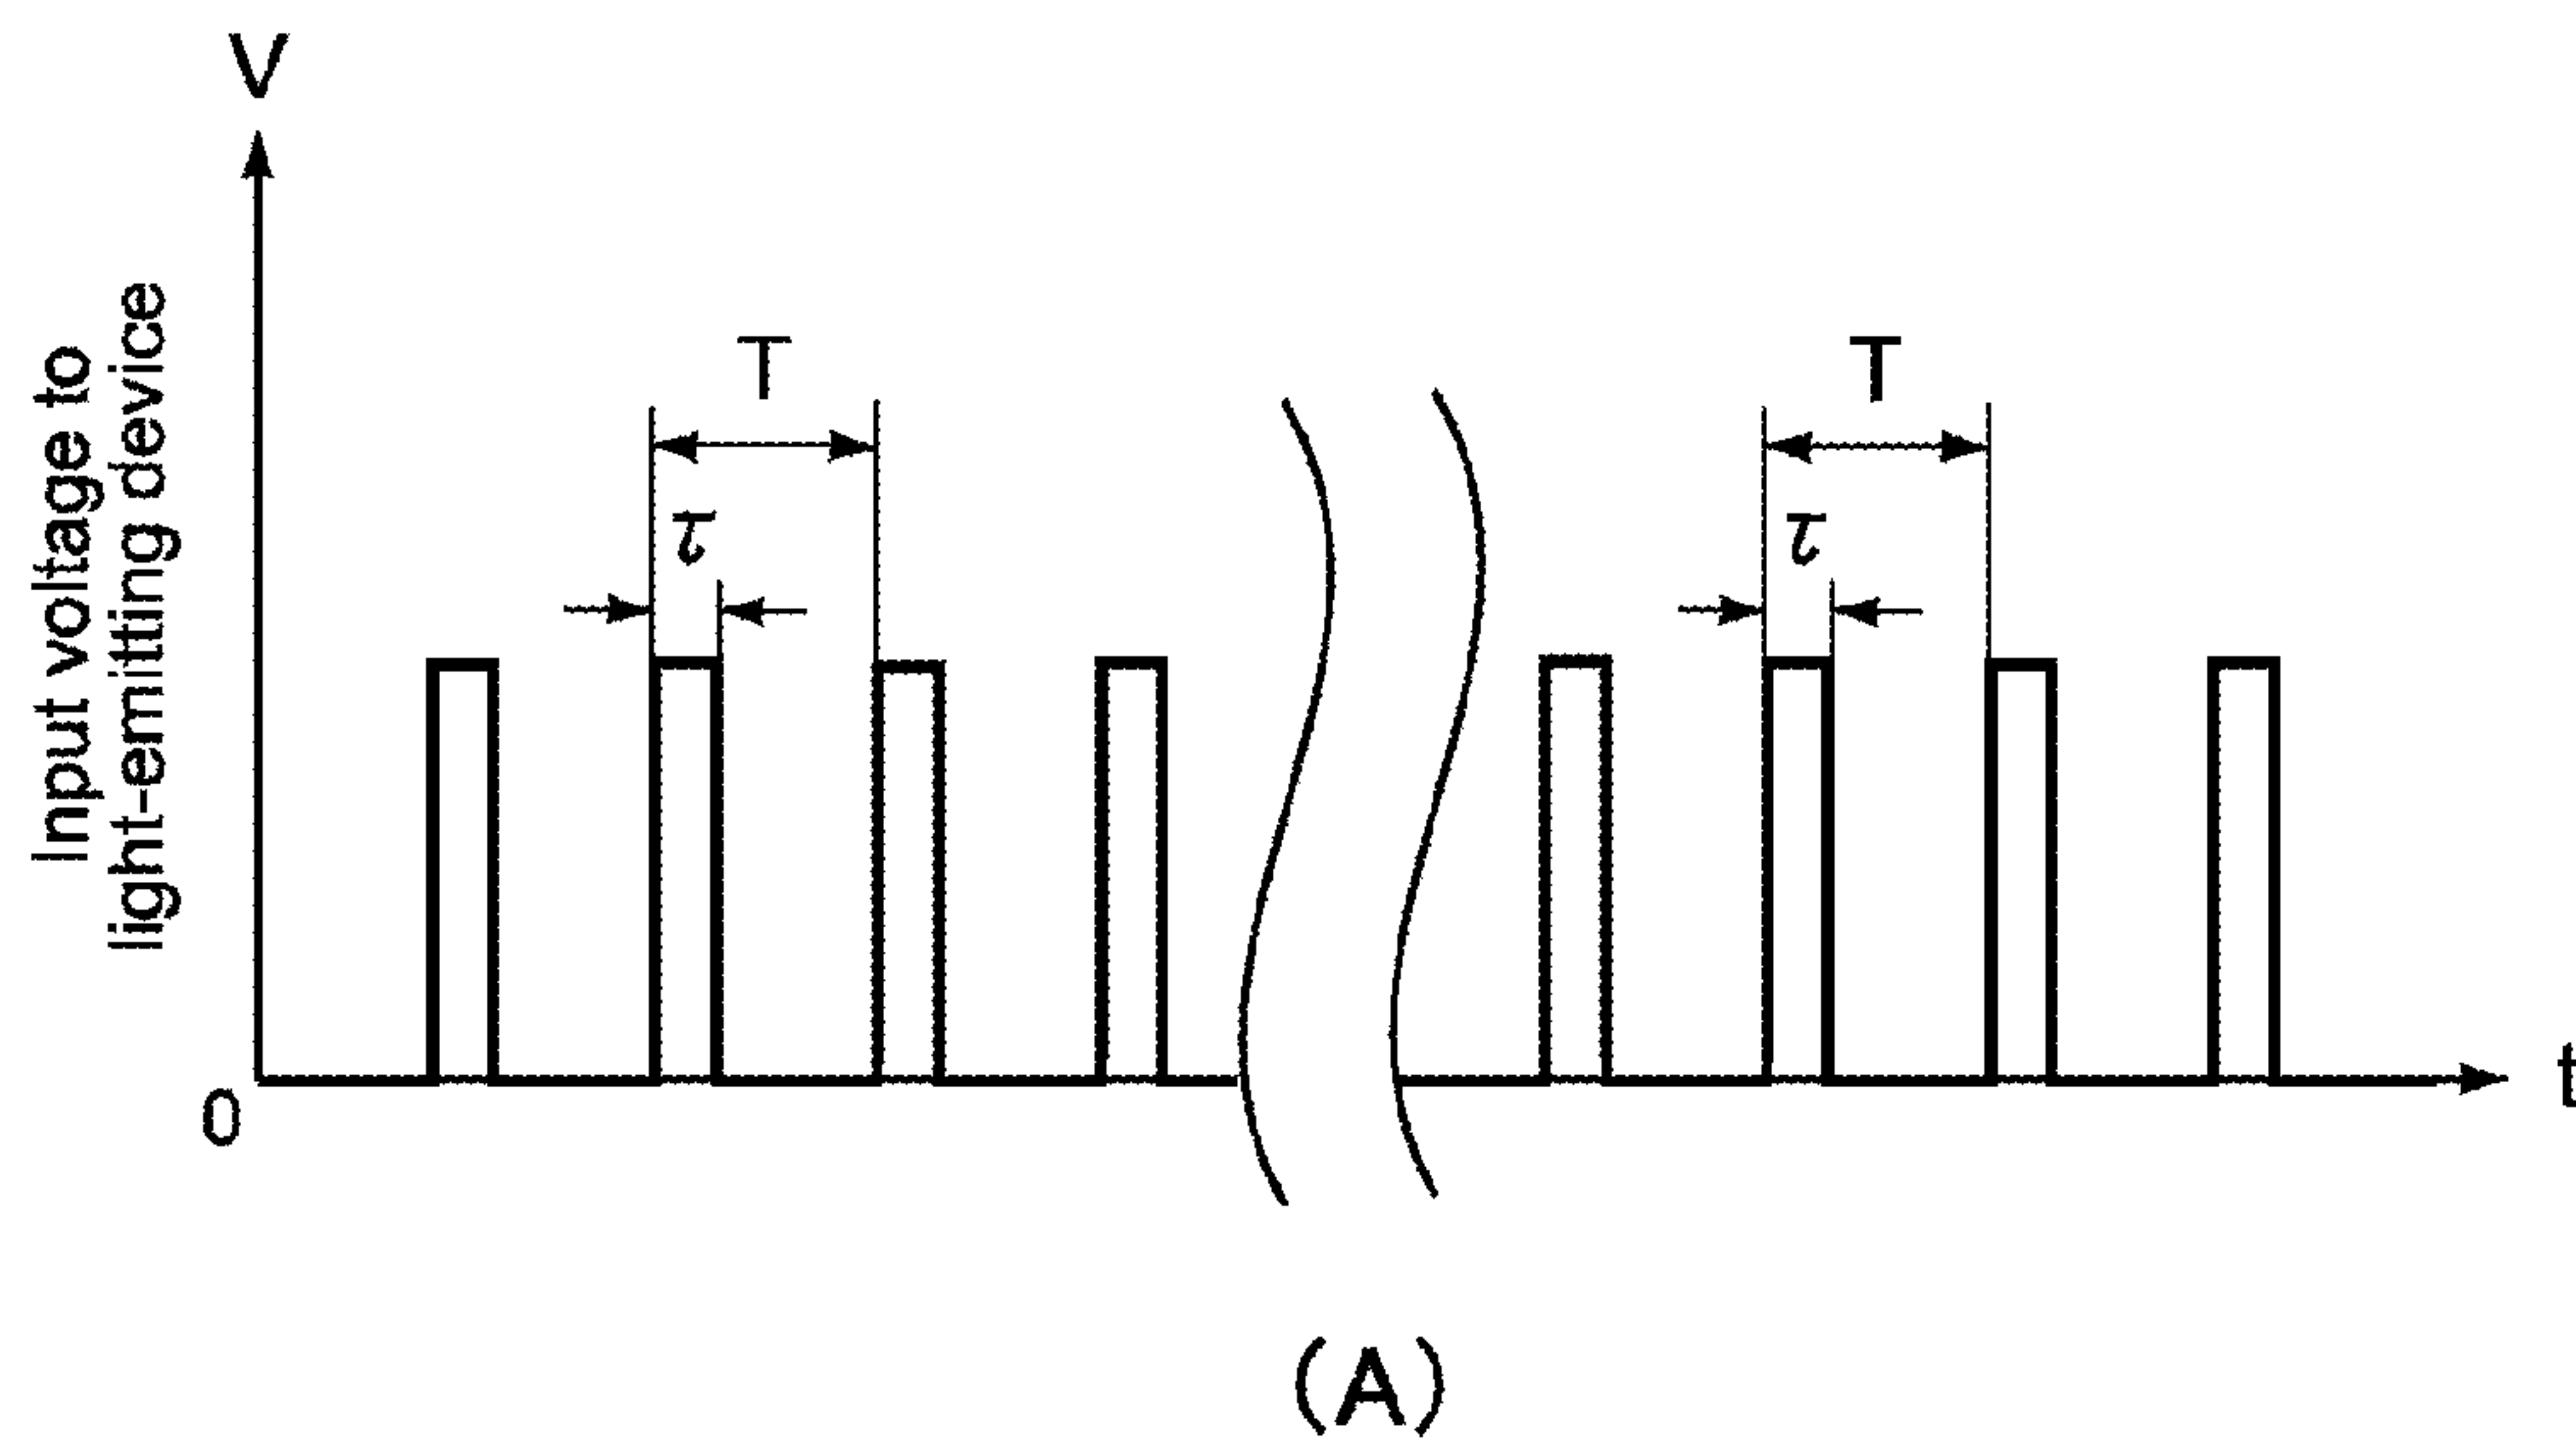 V
Input voltage to
light-emitting device
T
T
τ
τ
0
t
(A)